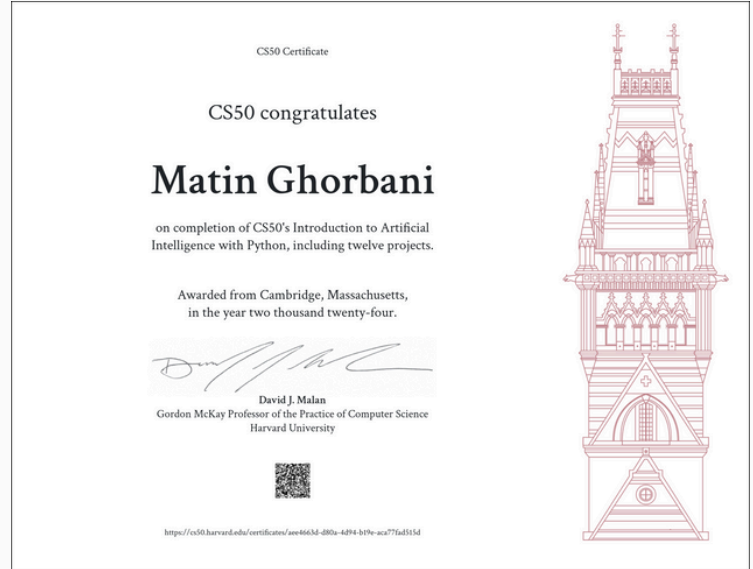 CS50 Certificate
CS50 congratulates
Matin Ghorbani
on completion of CS50's Introduction to Artificial
Intelligence with Python, including twelve projects.
Awarded from Cambridge, Massachusetts,
in the year two thousand twenty-four.
David J. Malan
Gordon McKay Professor of the Practice of Computer Science
Harvard University
https://cs50.harvard.edu/certificates/aee4663d-d80a-4d94-b19e-aca77fad515d